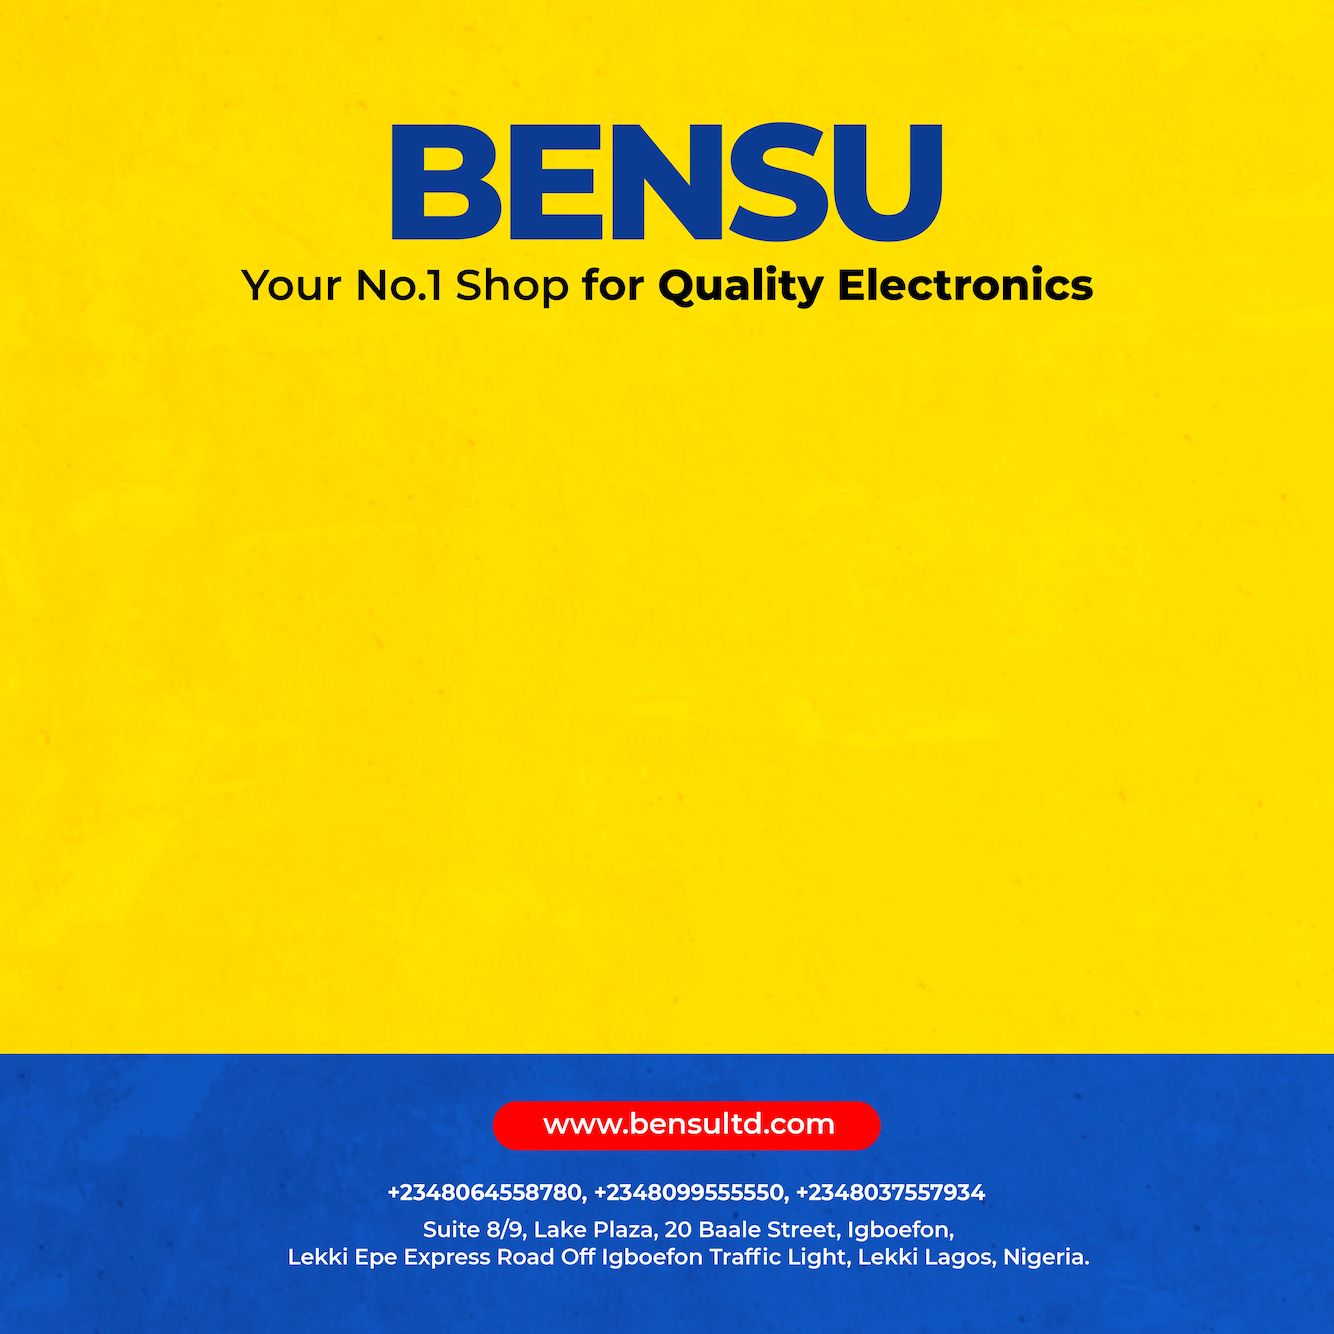 BENSU
Your No.1 Shop for Quality Electronics
www.bensultd.com
+2348064558780, +2348099555550, +2348037557934
Suite 8/9, Lake Plaza, 20 Baale Street, Igboefon,
Lekki Epe Express Road Off Igboefon Traffic Light, Lekki Lagos, Nigeria.